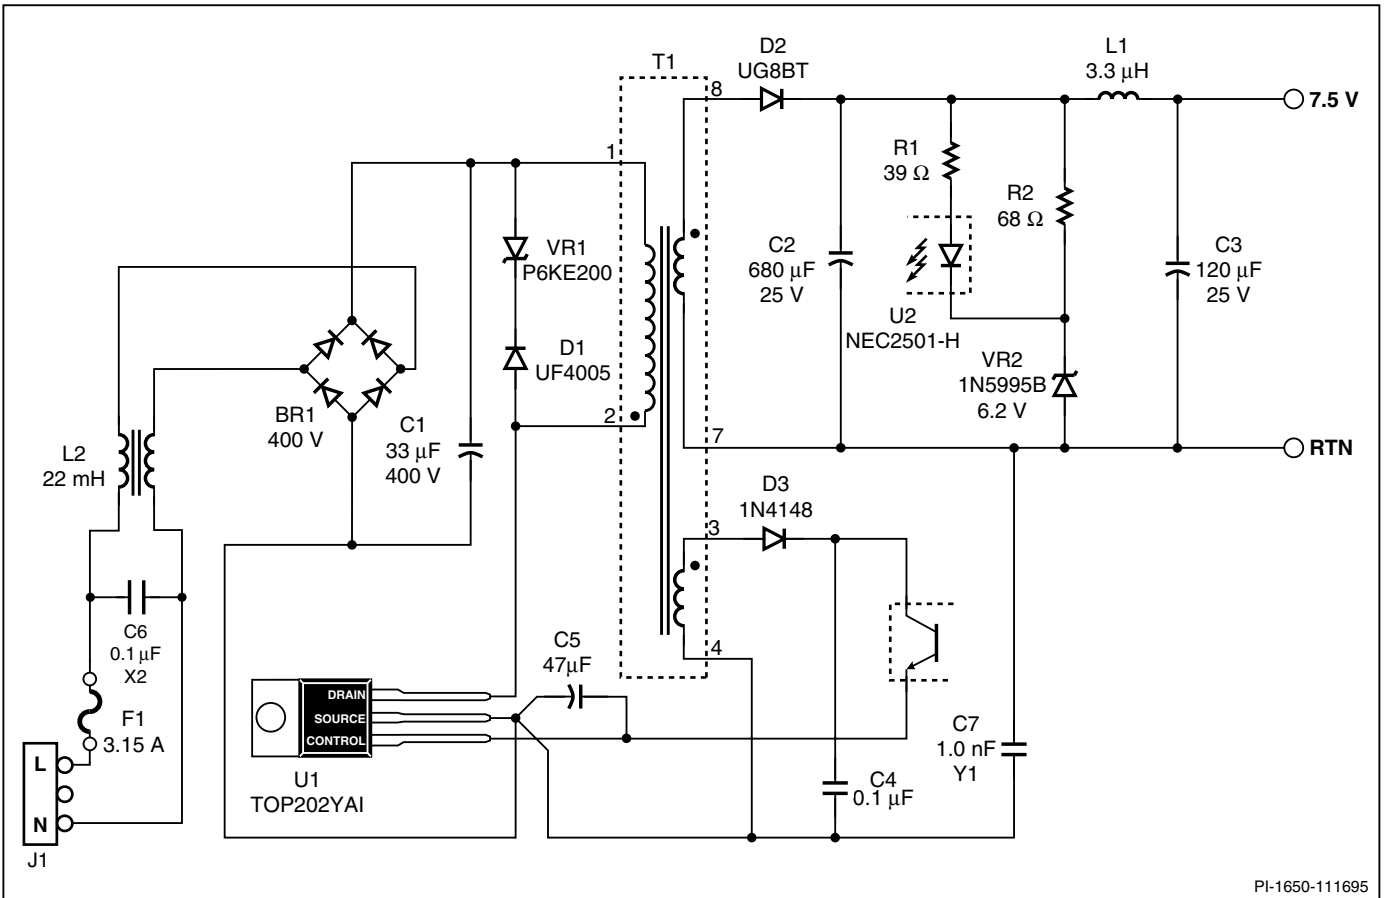 D2
UG8BT
L1
3.3 µH
T1
8
7.5 V
1
R1
39 Ω
R2
68 Ω
VR1
P6KE200
C2
680 µF
25 V
C3
120 µF
25 V
U2
NEC2501-H
D1
UF4005
VR2
1N5995B
6.2 V
BR1
400 V
C1
33 µF
400 V
2
7
RTN
L2
22 mH
D3
1N4148
3
C6
0.1 µF
X2
C5
47µF
4
F1
3.15 A
DRAIN
SOURCE
CONTROL
C7
1.0 nF
Y1
L
N
J1
U1
TOP202YAI
C4
0.1 µF
PI-1650-111695